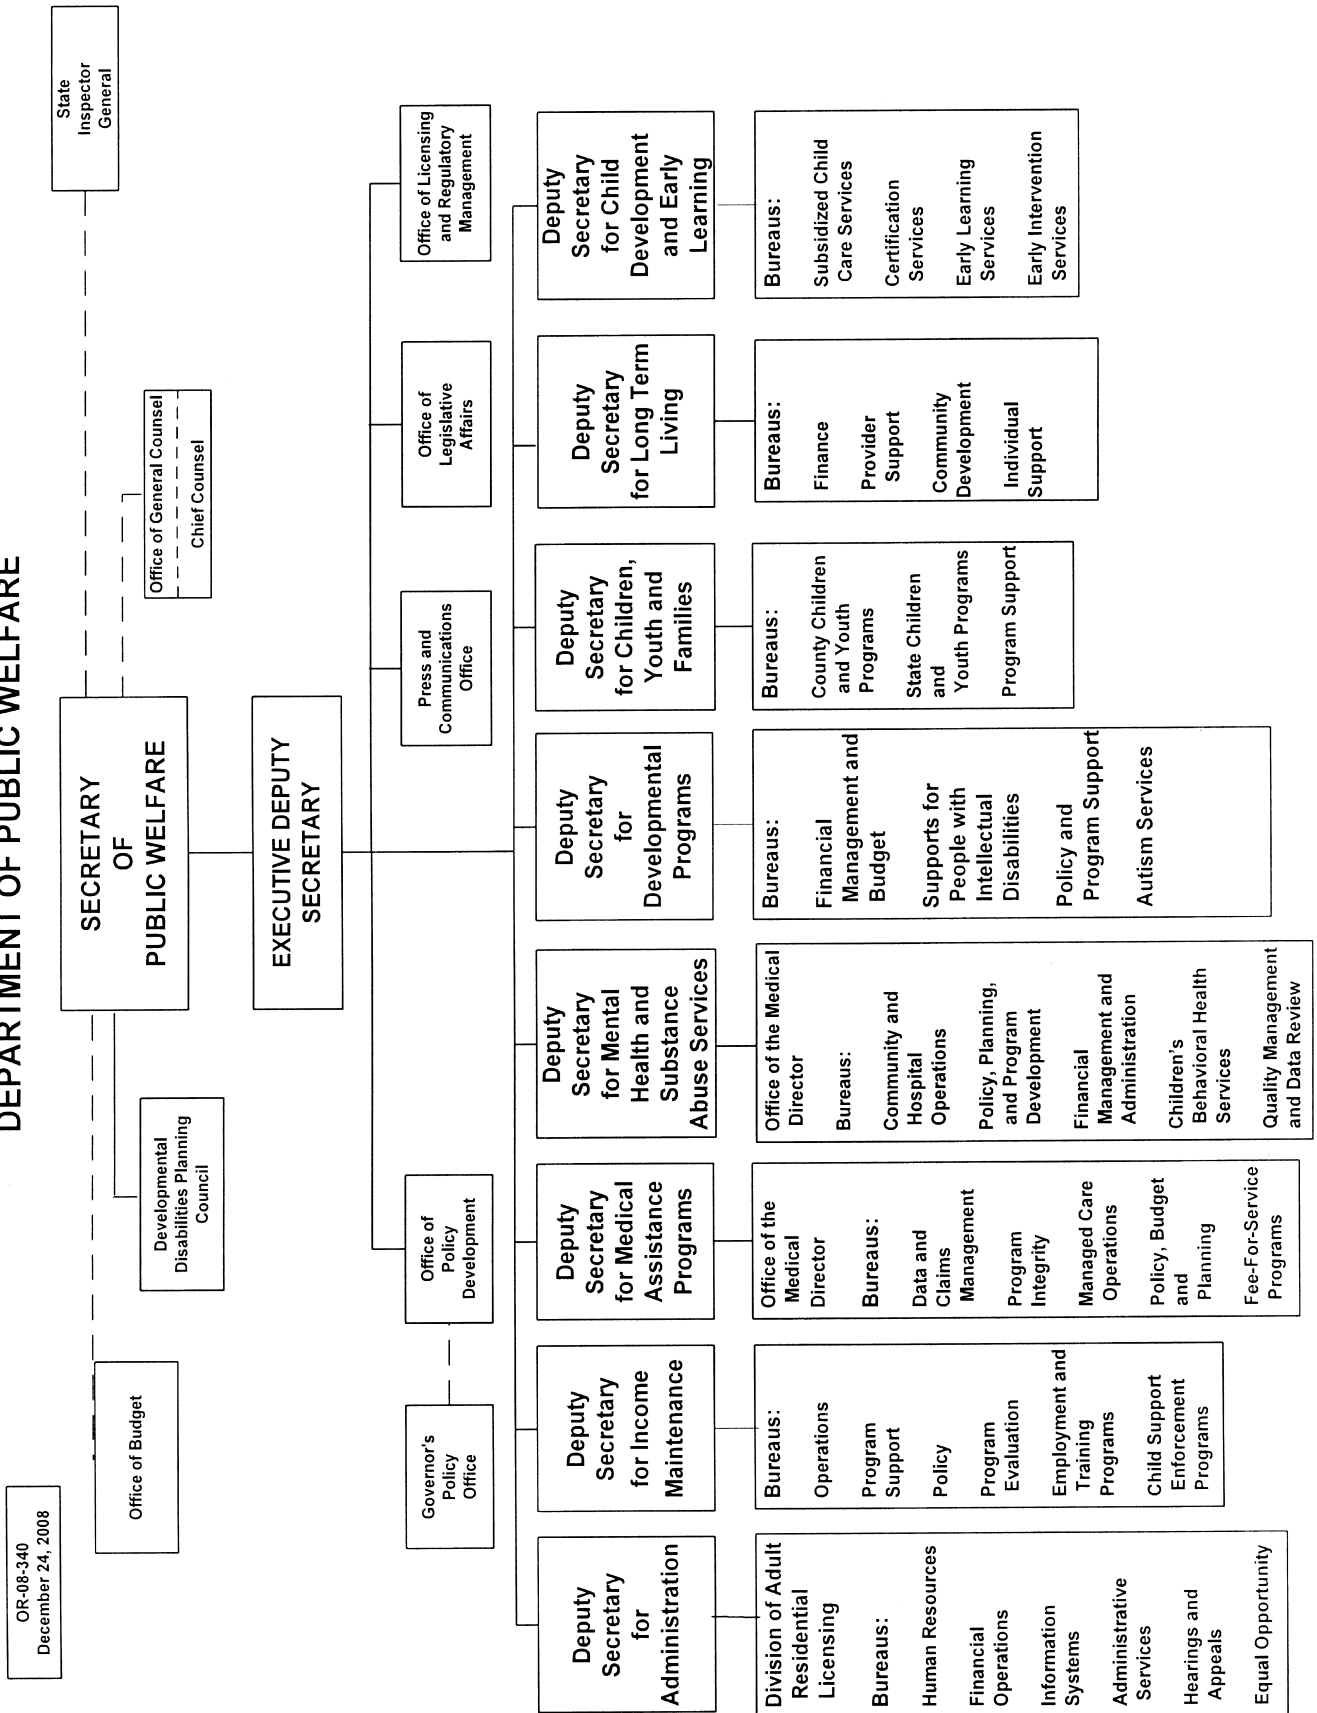 OR-08-340
December 24, 2008
DEPARTMENT OF PUBLIC WELFARE
State
Inspector
General
SECRETARY
OF
PUBLIC WELFARE
Office of General Counsel
Chief Counsel
Office of Budget
Developmental
Disabilities Planning
Council
EXECUTIVE DEPUTY
SECRETARY
Governor's
Policy
Office
Office of
Policy
Development
Press and
Communications
Office
Office of
Legislative
Affairs
Office of Licensing
and Regulatory
Management
Deputy
Secretary
for
Administration
Division of Adult
Residential
Licensing
Bureaus:
Human Resources
Financial
Operations
Information
Systems
Administrative
Services
Hearings and
Appeals
Equal Opportunity
Deputy
Secretary
for Income
Maintenance
Bureaus:
Operations
Program
Support
Policy
Program
Evaluation
Employment and
Training
Programs
Child Support
Enforcement
Programs
Deputy
Secretary
for Medical
Assistance
Programs
Office of the
Medical
Director
Bureaus:
Data and
Claims
Management
Program
Integrity
Managed Care
Operations
Policy, Budget
and
Planning
Fee-For-Service
Programs
Deputy
Secretary
for Mental
Health and
Substance
Abuse Services
Office of the Medical
Director
Bureaus:
Community and
Hospital
Operations
Policy, Planning,
and Program
Development
Financial
Management and
Administration
Children's
Behavioral Health
Services
Quality Management
and Data Review
Deputy
Secretary
for
Developmental
Programs
Bureaus:
Financial
Management and
Budget
Supports for
People with
Intellectual
Disabilities
Policy and
Program Support
Autism Services
Deputy
Secretary
for Children,
Youth and
Families
Bureaus:
County Children
and Youth
Programs
State Children
and
Youth Programs
Program Support
Deputy
Secretary
for Long Term
Living
Bureaus:
Finance
Provider
Support
Community
Development
Individual
Support
Deputy
Secretary
for Child
Development
and Early
Learning
Bureaus:
Subsidized Child
Care Services
Certification
Services
Early Learning
Services
Early Intervention
Services